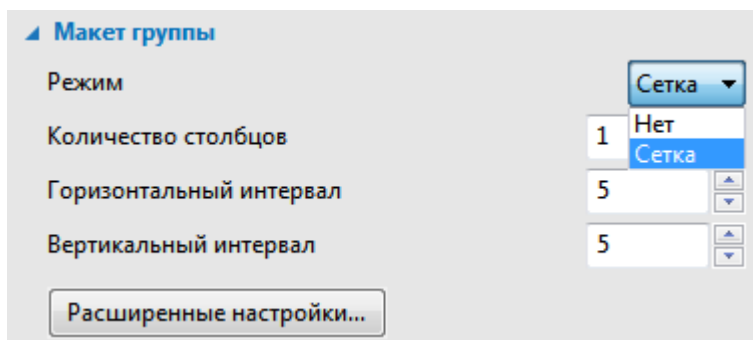 Макет группы
Режим Сетка
Нет
Количество столбцов 1
Сетка
Горизонтальный интервал 5
Вертикальный интервал 5
Расширенные настройки...